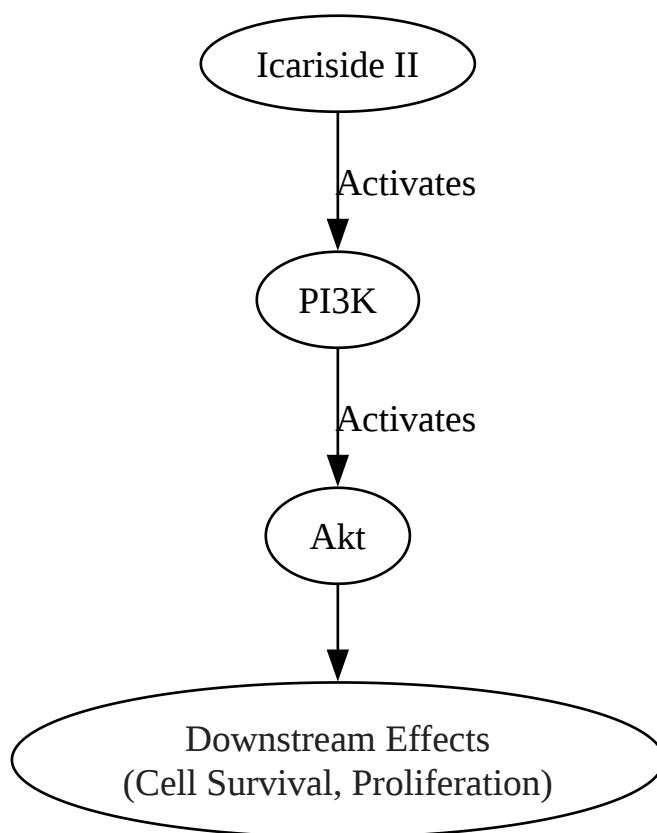 Icariside II
Activates
PI3K
Activates
Akt
Downstream Effects
(Cell Survival, Proliferation)